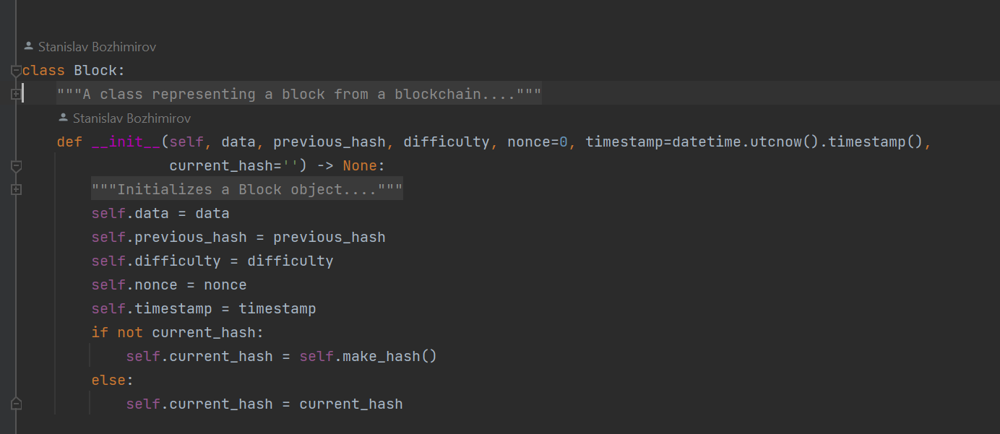 Stanislav Bozhimirov
class Block:
"""A class representing a block from a blockchain...."""
Stanislav Bozhimirov
def __init__(self, data, previous_hash, difficulty, nonce=0, timestamp=datetime.utcnow().timestamp(),
current_hash='') -> None:
"""Initializes a Block object...."""
self.data = data
self.previous_hash = previous_hash
self.difficulty = difficulty
self.nonce = nonce
self.timestamp = timestamp
if not current_hash:
self.current_hash = self.make_hash()
else:
self.current_hash = current_hash